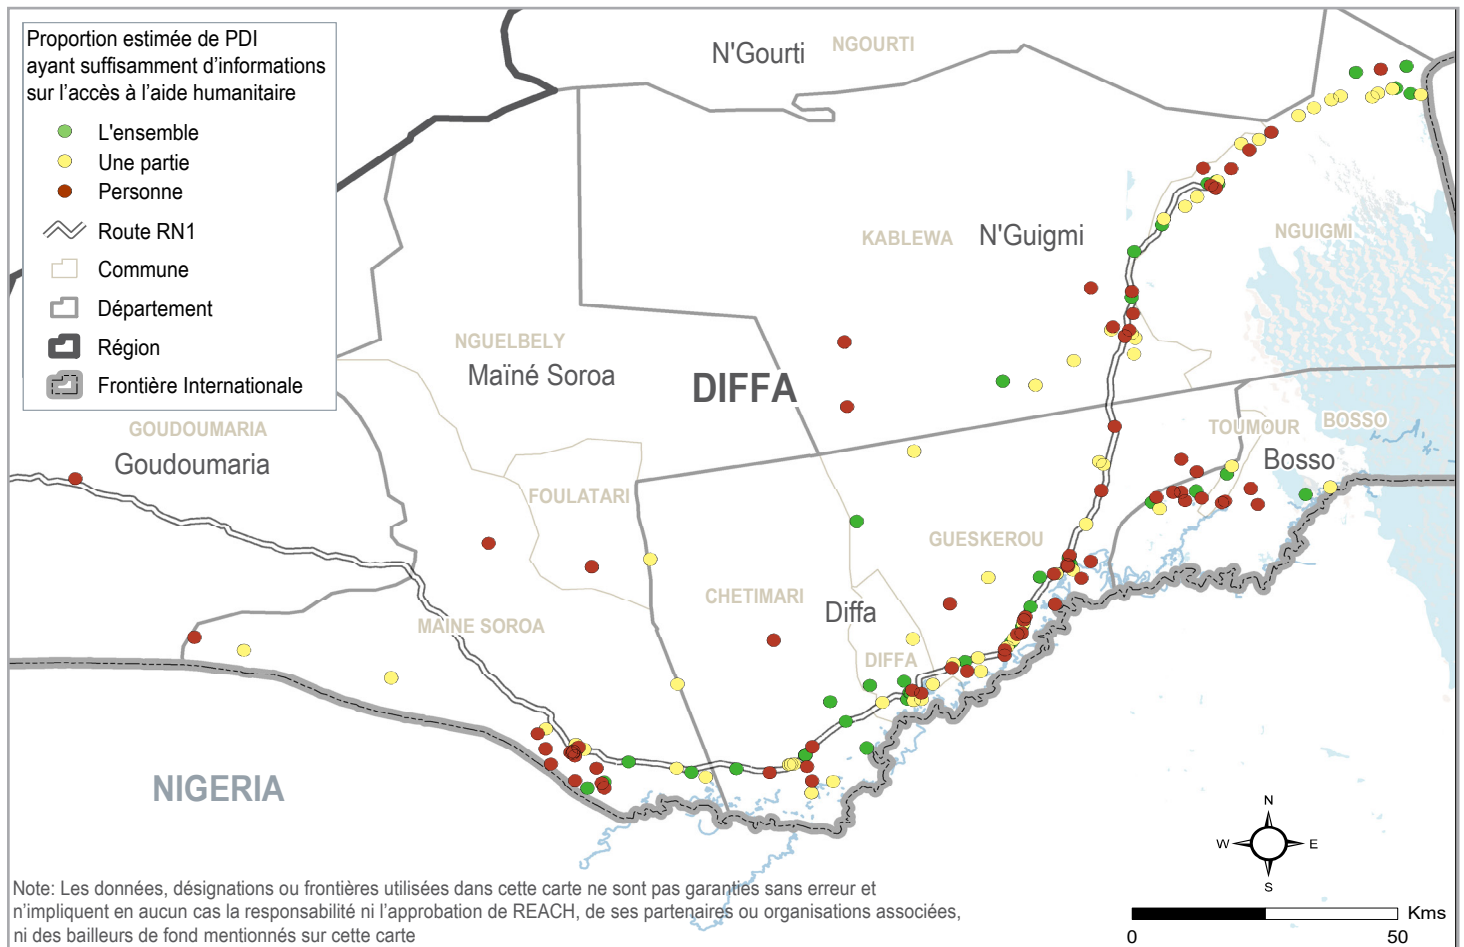 Proportion estimée de PDI
ayant suffisamment d'informations
sur l'accès à l'aide humanitaire
L'ensemble
Une partie
Personne
Route RN1
Commune
Département
Région
Frontière Internationale
N'Gourti
NGOURTI
KABLEWA
N'Guigmi
NGUIGMI
NGUELBELY
Maïné Soroa
DIFFA
GOUDOUMARIA
Goudoumaria
TOUMOUR
BOSSO
Bosso
FOULATARI
GUESKEROU
CHETIMARI
Diffa
MAINE SOROA
DIFFA
NIGERIA
N
W
E
S
Note: Les données, désignations ou frontières utilisées dans cette carte ne sont pas garanties sans erreur et
n'impliquent en aucun cas la responsabilité ni l'approbation de REACH, de ses partenaires ou organisations associées,
ni des bailleurs de fond mentionnés sur cette carte
Kms
0
50